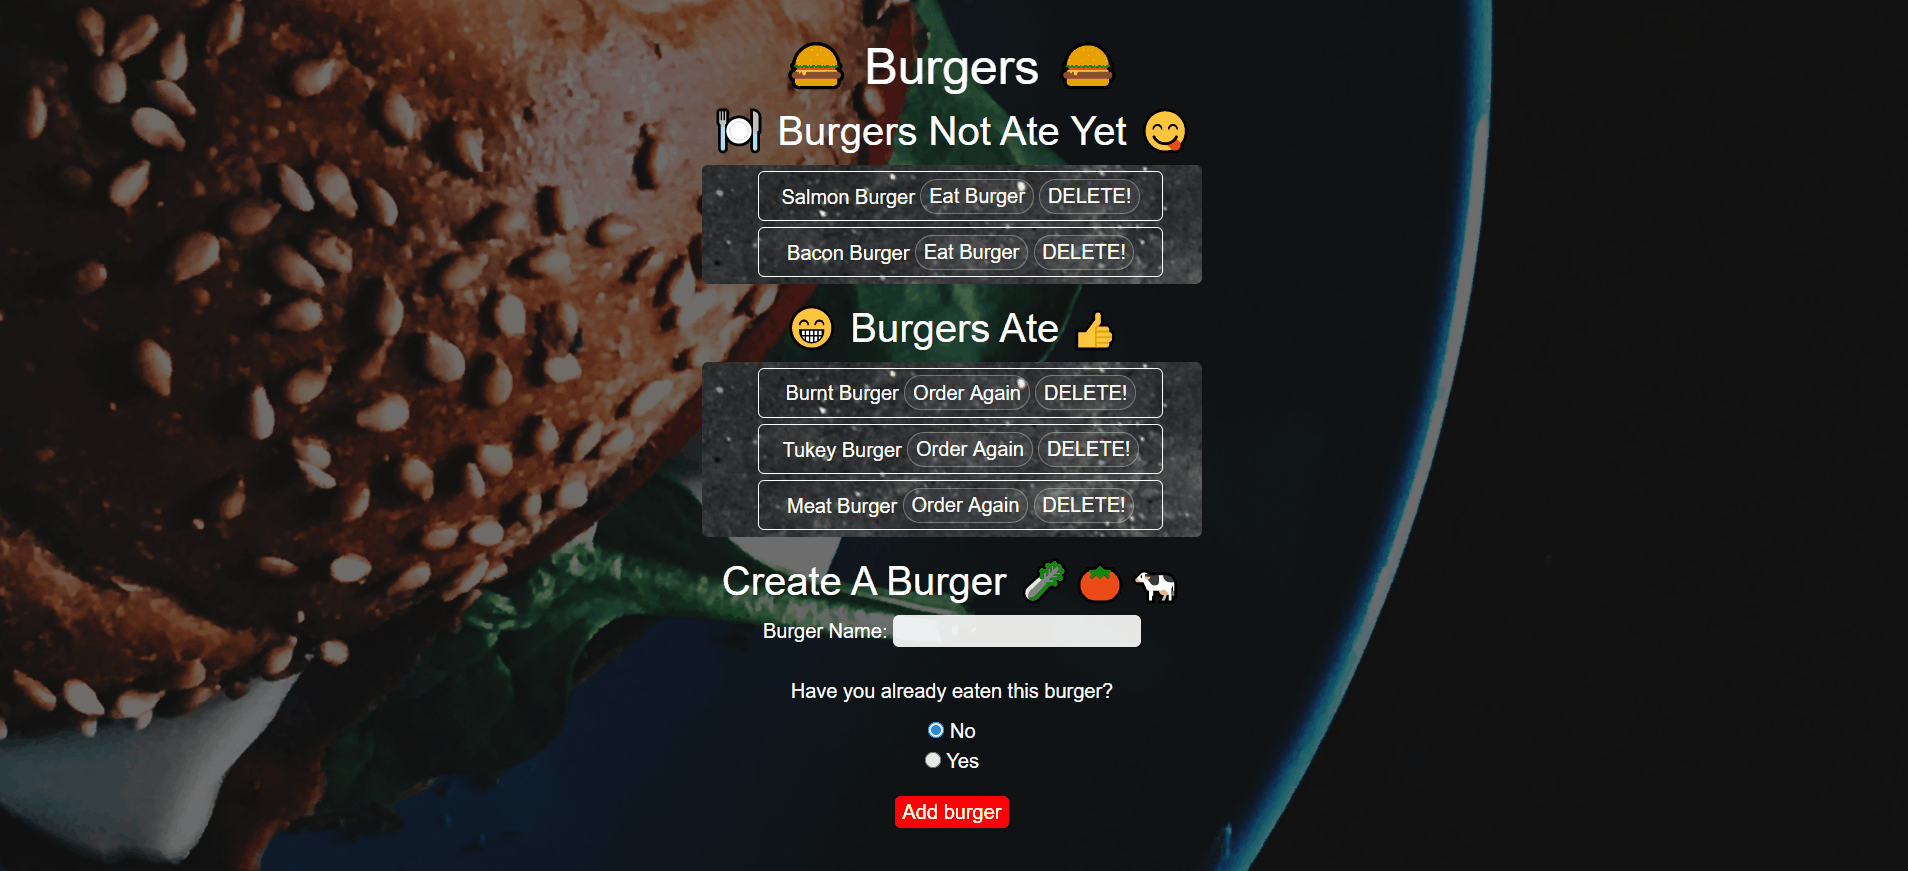 Burgers
Burgers Not Ate Yet
Salmon Burger Eat Burger DELETE!
Bacon Burger Eat Burger DELETE!
Burgers Ate
Burnt Burger Order Again DELETE!
Tukey Burger Order Again DELETE!
Meat Burger Order Again DELETE!
Create A Burger
Burger Name:
Have you already eaten this burger?
No
Yes
Add burger